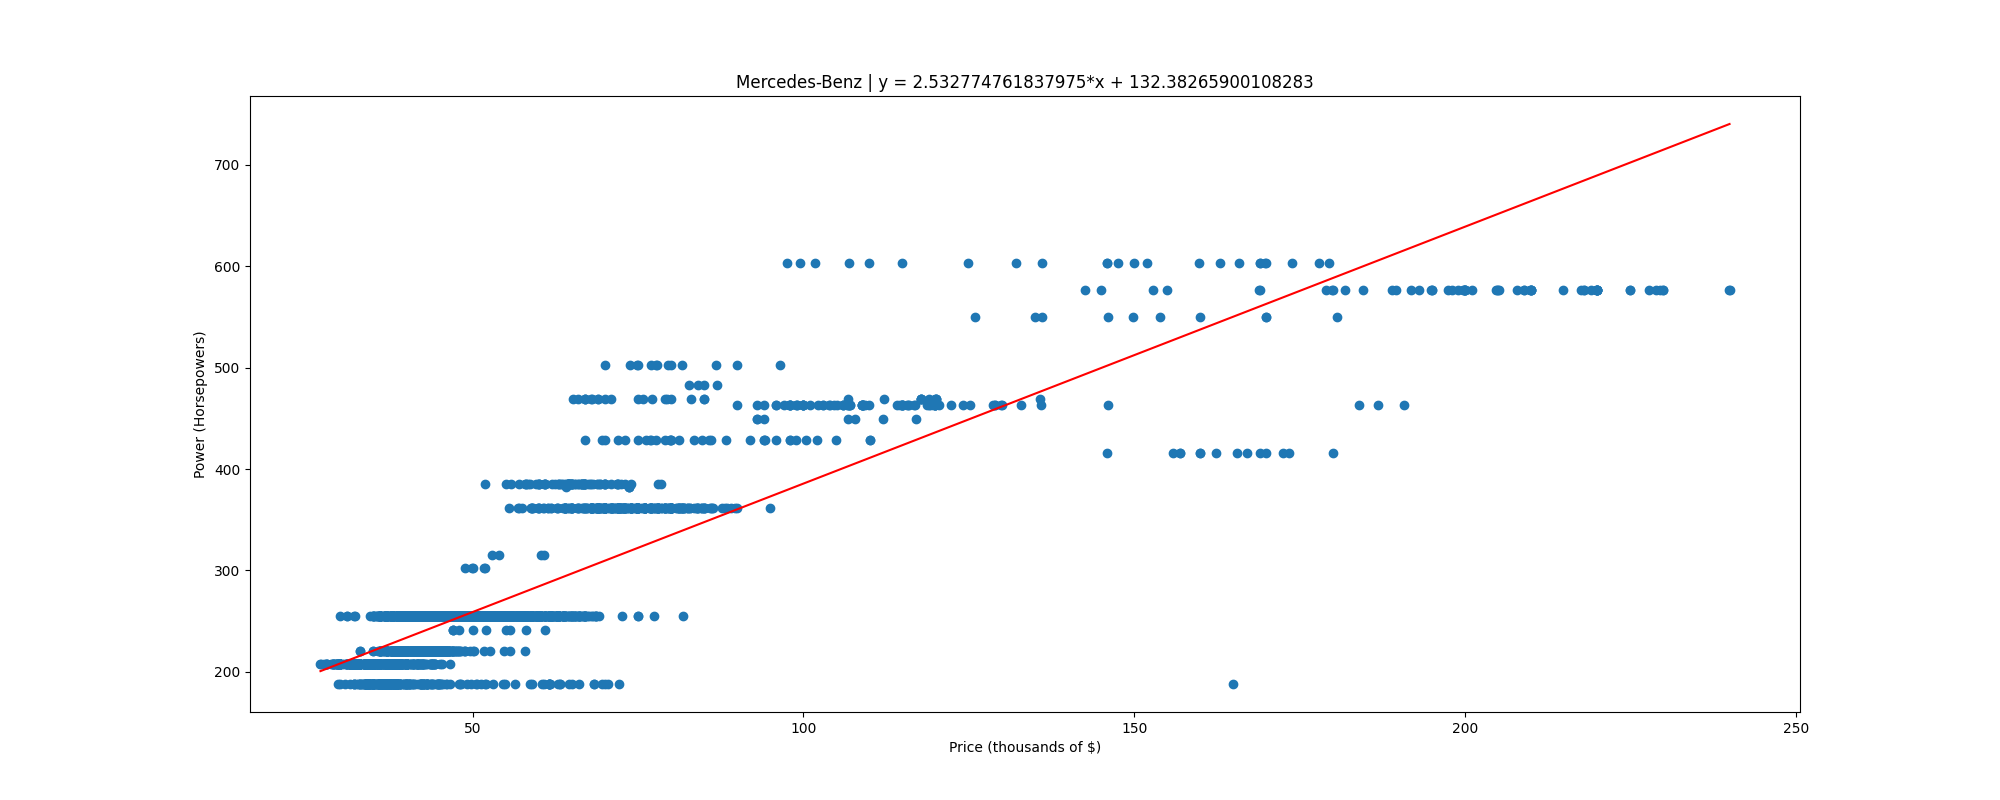 Mercedes-Benz | y = 2.532774761837975*x + 132.38265900108283
700
600
500
400
300
200
Power (Horsepowers)
50 100 150 200 250
Price (thousands of $)